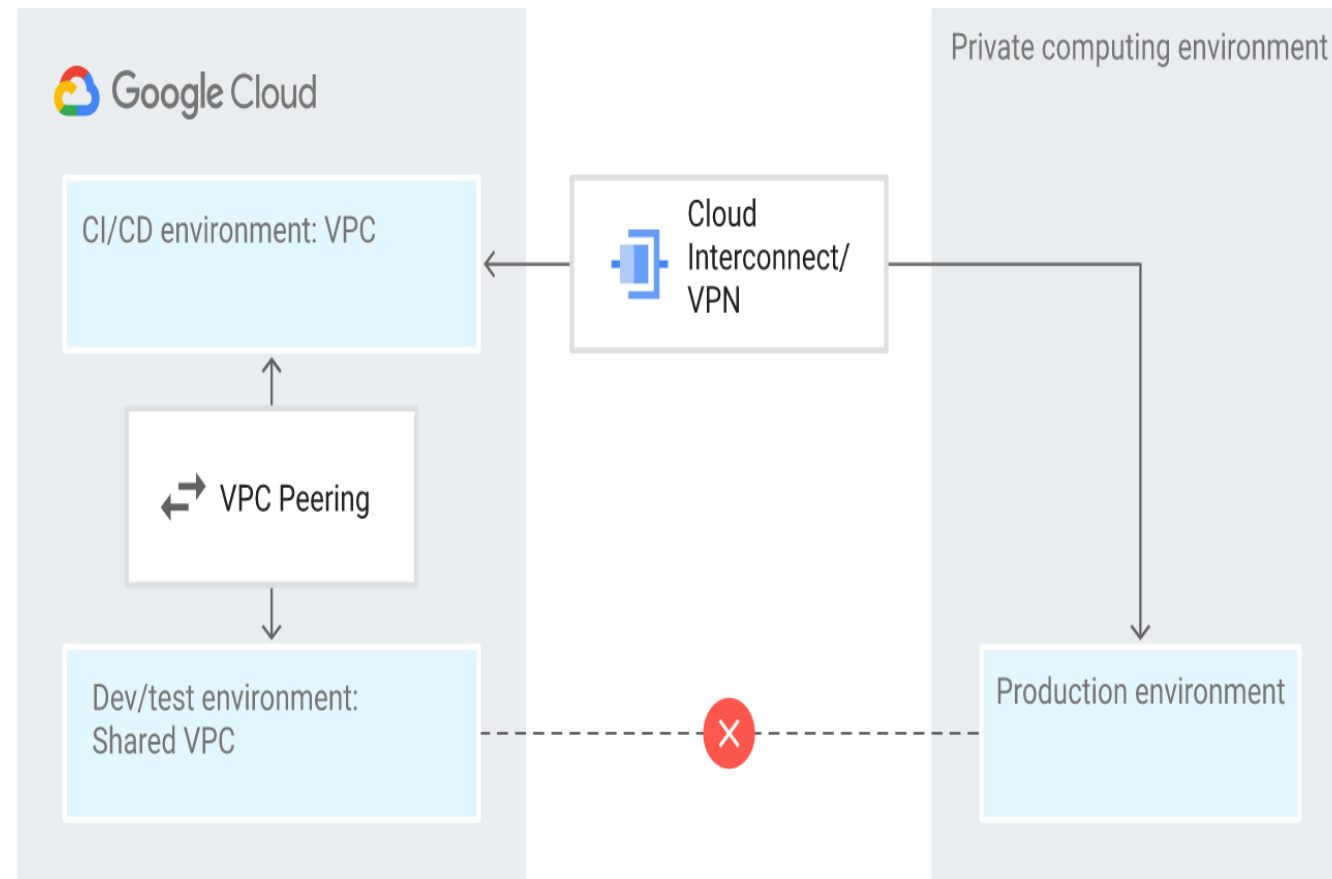 Google Cloud
Private computing environment
CI/CD environment: VPC
Cloud
Interconnect/
VPN
VPC Peering
Dev/test environment:
Shared VPC
Production environment